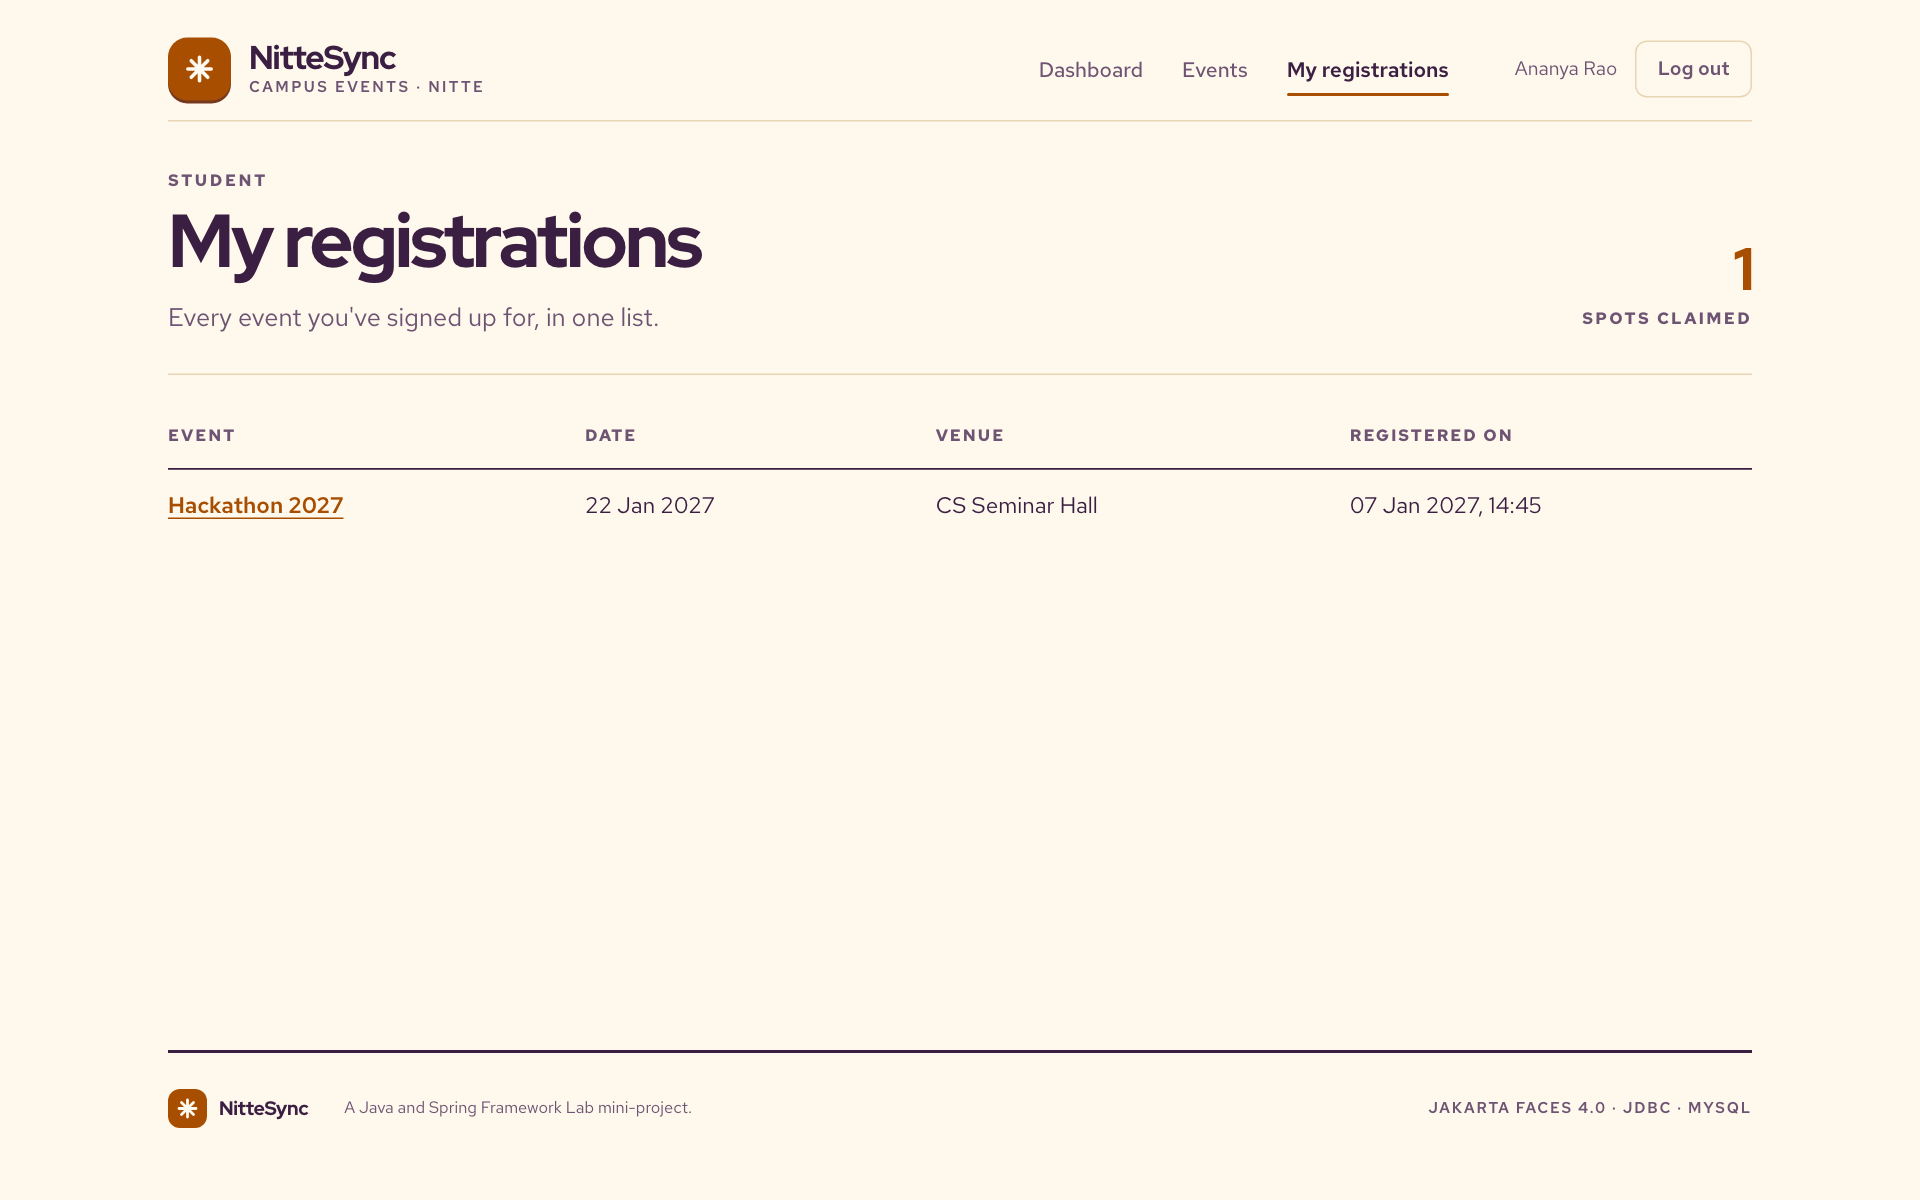 NitteSync
CAMPUS EVENTS · NITTE
Dashboard Events My registrations Ananya Rao Log out
STUDENT
My registrations
Every event you've signed up for, in one list.
1
SPOTS CLAIMED
EVENT DATE VENUE REGISTERED ON
Hackathon 2027 22 Jan 2027 CS Seminar Hall 07 Jan 2027, 14:45
NitteSync A Java and Spring Framework Lab mini-project. JAKARTA FACES 4.0 · JDBC · MYSQL